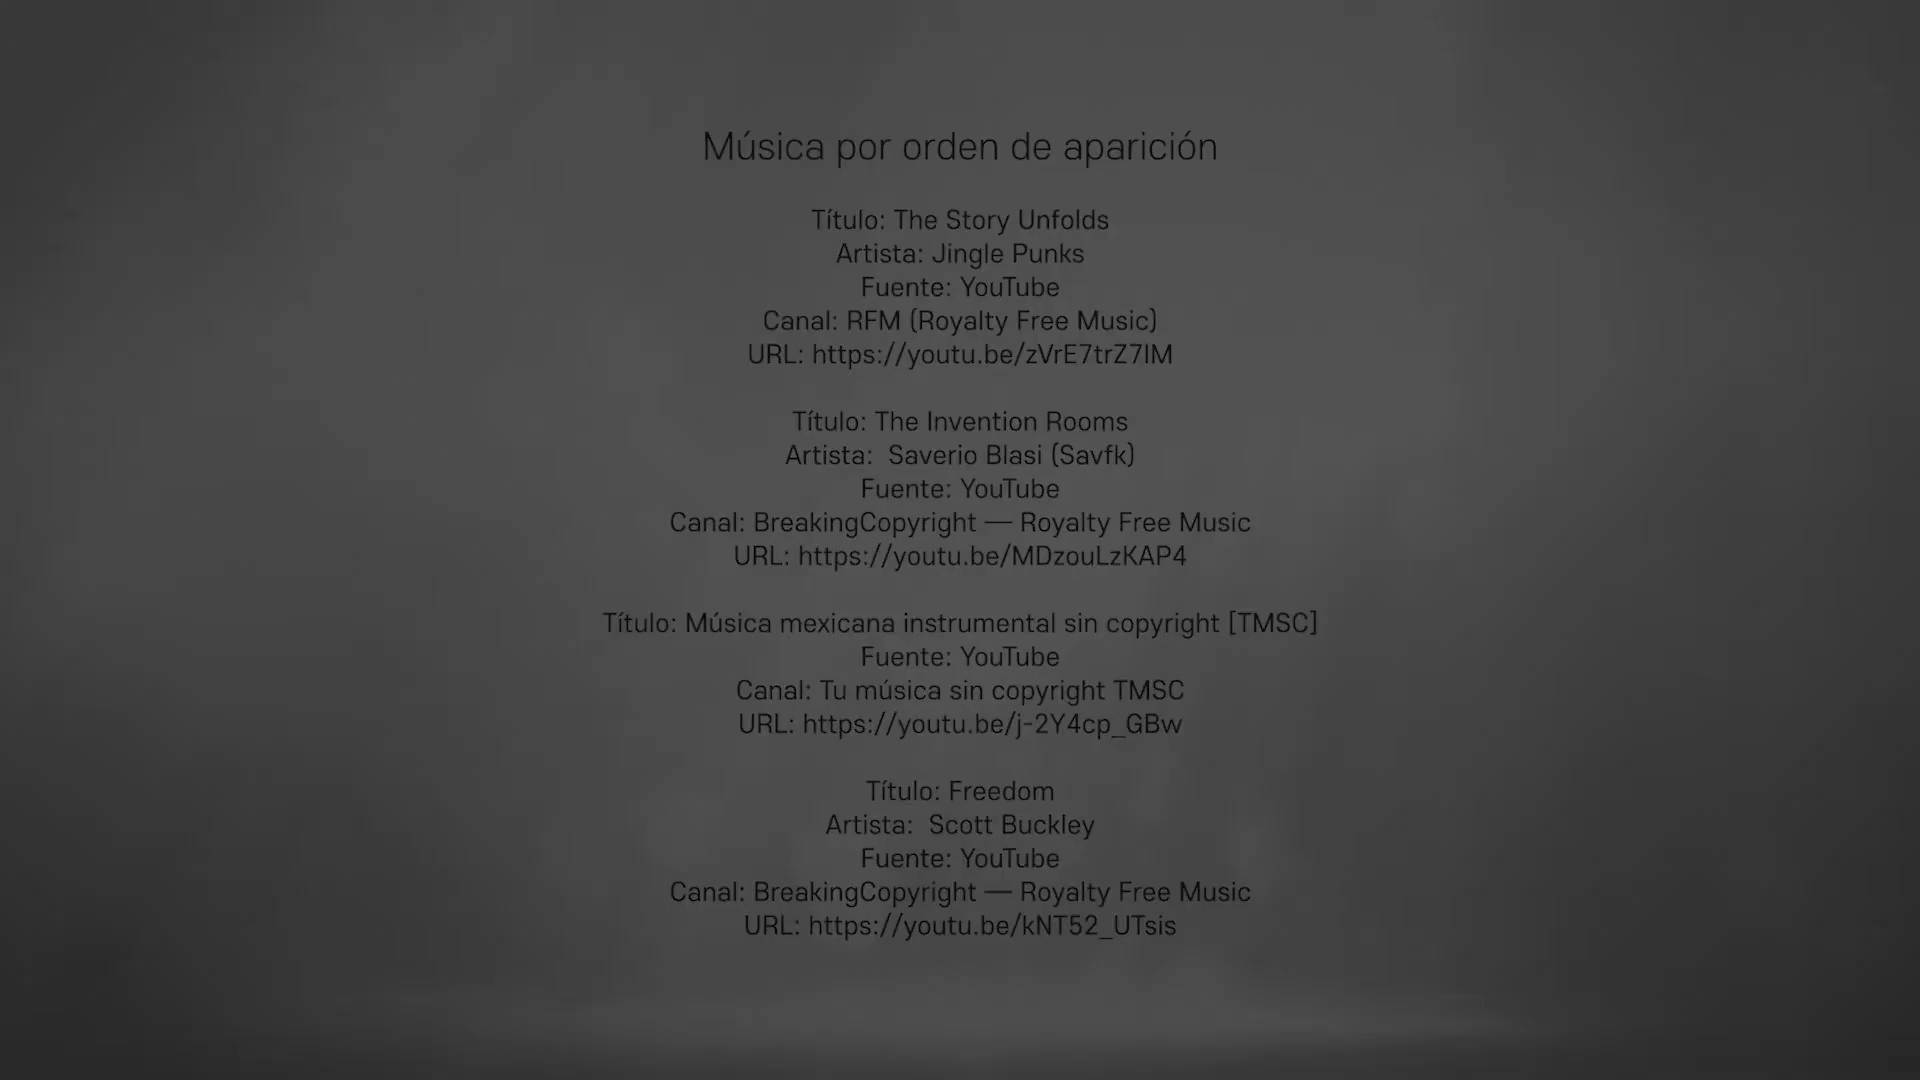 Música por orden de aparición
Título: The Story Unfolds
Artista: Jingle Punks
Fuente: YouTube
Canal: RFM (Royalty Free Music)
URL: https://youtu.be/zVrE7trZ7IM
Título: The Invention Rooms
Artista:  Saverio Blasi (Savfk)
Fuente: YouTube
Canal: BreakingCopyright — Royalty Free Music
URL: https://youtu.be/MDzouLzKAP4
Título: Música mexicana instrumental sin copyright [TMSC]
Fuente: YouTube
Canal: Tu música sin copyright TMSC
URL: https://youtu.be/j-2Y4cp_GBw
Título: Freedom
Artista:  Scott Buckley
Fuente: YouTube
Canal: BreakingCopyright — Royalty Free Music
URL: https://youtu.be/kNT52_UTsis